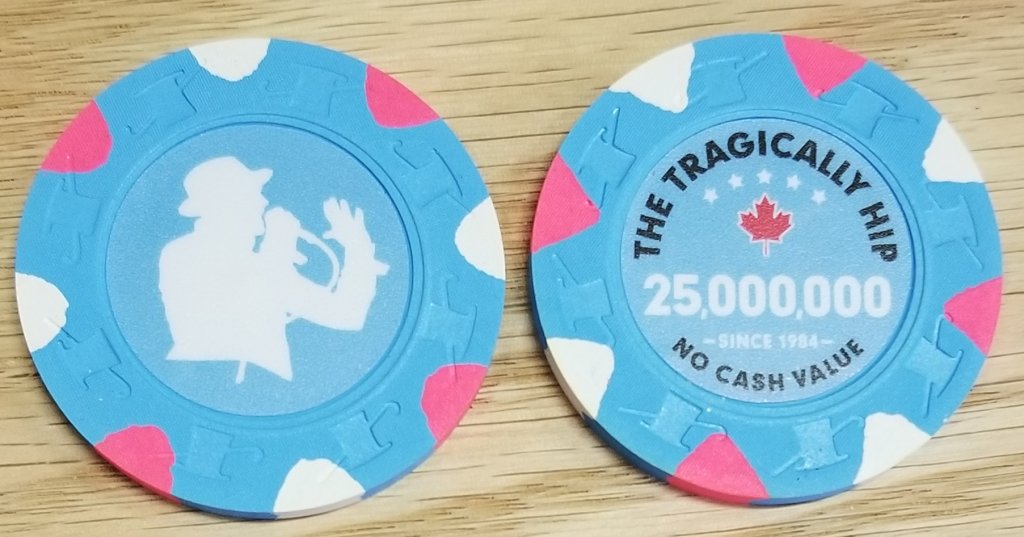 THE TRAGICALLY HIP
25,000,000
–SINCE 1984–
NO CASH VALUE